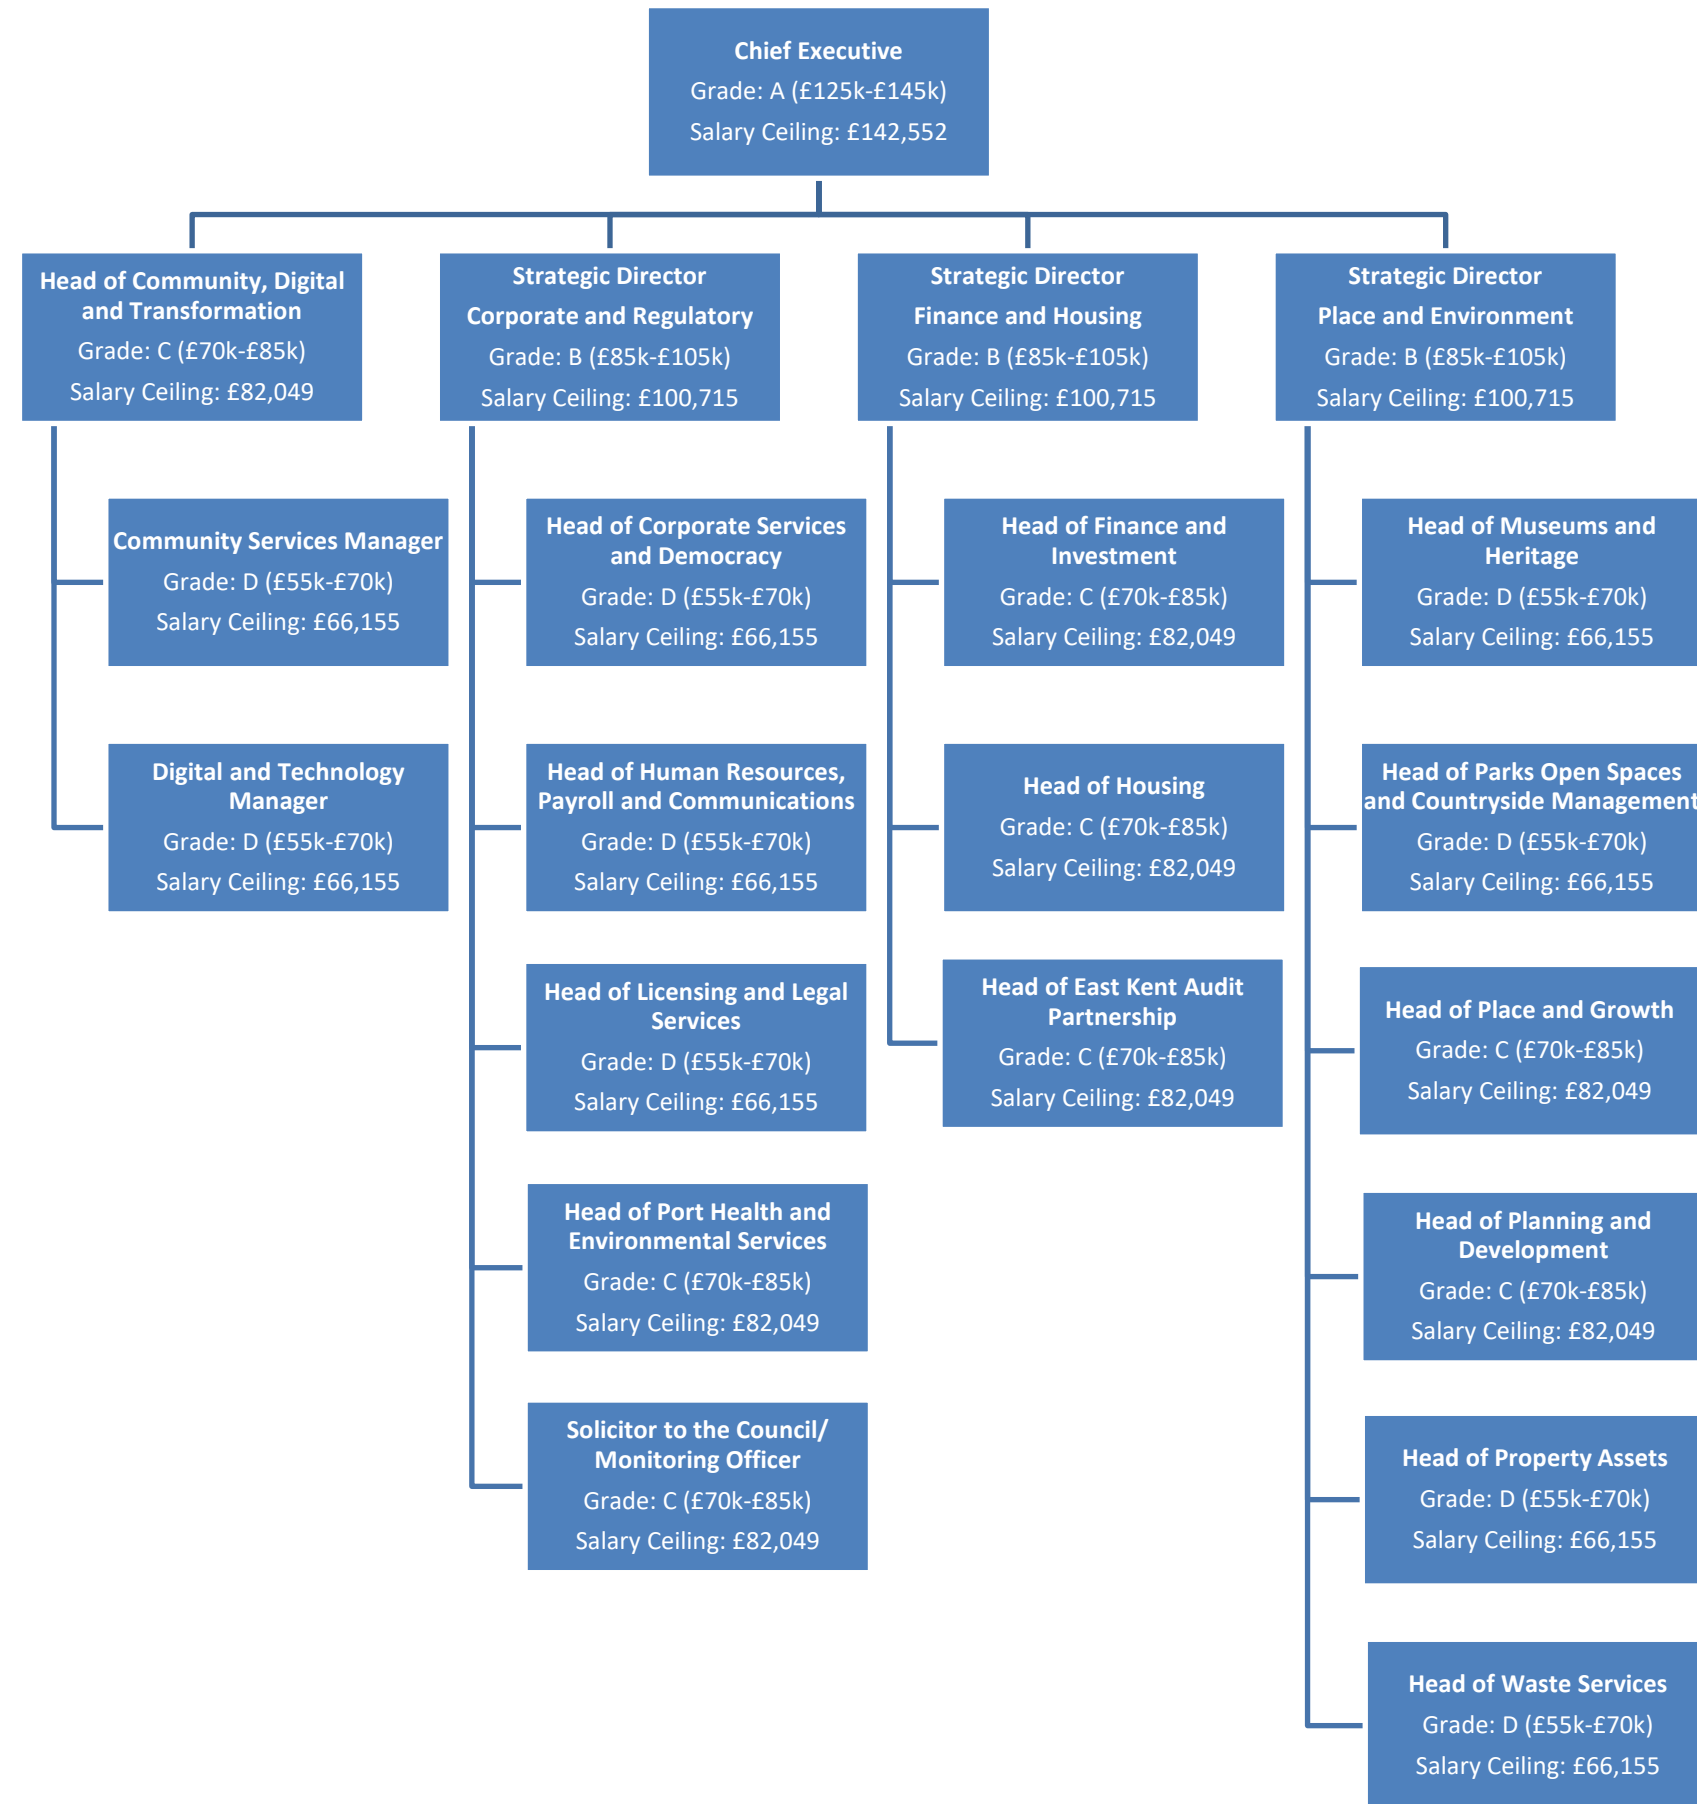 Chief Executive
Grade: A (£125k-£145k)
Salary Ceiling: £142,552
Head of Community, Digital
and Transformation
Grade: C (£70k-£85k)
Salary Ceiling: £82,049
Strategic Director
Corporate and Regulatory
Grade: B (£85k-£105k)
Salary Ceiling: £100,715
Strategic Director
Finance and Housing
Grade: B (£85k-£105k)
Salary Ceiling: £100,715
Strategic Director
Place and Environment
Grade: B (£85k-£105k)
Salary Ceiling: £100,715
Community Services Manager
Grade: D (£55k-£70k)
Salary Ceiling: £66,155
Digital and Technology
Manager
Grade: D (£55k-£70k)
Salary Ceiling: £66,155
Head of Corporate Services
and Democracy
Grade: D (£55k-£70k)
Salary Ceiling: £66,155
Head of Human Resources,
Payroll and Communications
Grade: D (£55k-£70k)
Salary Ceiling: £66,155
Head of Licensing and Legal
Services
Grade: D (£55k-£70k)
Salary Ceiling: £66,155
Head of Port Health and
Environmental Services
Grade: C (£70k-£85k)
Salary Ceiling: £82,049
Solicitor to the Council/
Monitoring Officer
Grade: C (£70k-£85k)
Salary Ceiling: £82,049
Head of Finance and
Investment
Grade: C (£70k-£85k)
Salary Ceiling: £82,049
Head of Housing
Grade: C (£70k-£85k)
Salary Ceiling: £82,049
Head of East Kent Audit
Partnership
Grade: C (£70k-£85k)
Salary Ceiling: £82,049
Head of Museums and
Heritage
Grade: D (£55k-£70k)
Salary Ceiling: £66,155
Head of Parks Open Spaces
and Countryside Management
Grade: D (£55k-£70k)
Salary Ceiling: £66,155
Head of Place and Growth
Grade: C (£70k-£85k)
Salary Ceiling: £82,049
Head of Planning and
Development
Grade: C (£70k-£85k)
Salary Ceiling: £82,049
Head of Property Assets
Grade: D (£55k-£70k)
Salary Ceiling: £66,155
Head of Waste Services
Grade: D (£55k-£70k)
Salary Ceiling: £66,155